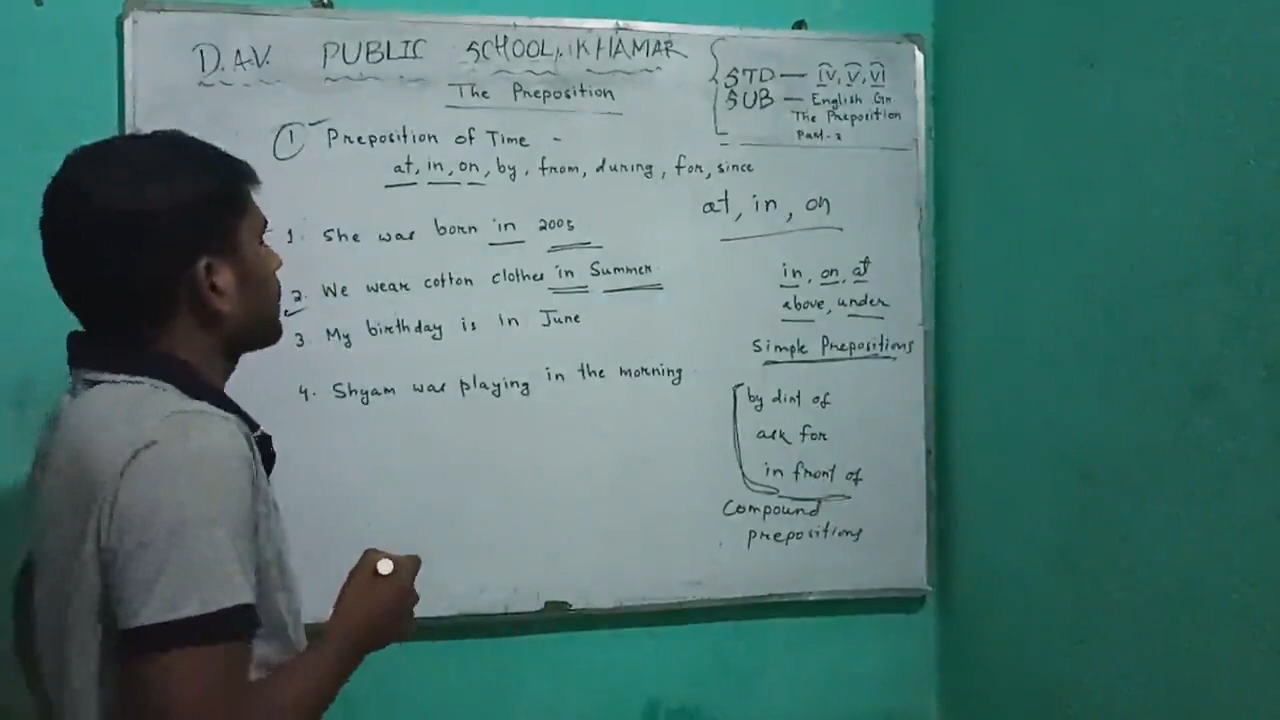 D.A.V. PUBLIC SCHOOL, KHAMAR
The Preposition
STD — IV, V, VI
SUB — English Gr.
The Preposition
Part-2
1 Preposition of Time -
at, in, on, by, from, during, for, since
1. She was born in 2005
2. We wear cotton clothes in Summer
3. My birthday is in June
4. Shyam was playing in the morning
at, in, on
in, on, at
above, under
Simple Prepositions
by dint of
ask for
in front of
Compound
prepositions